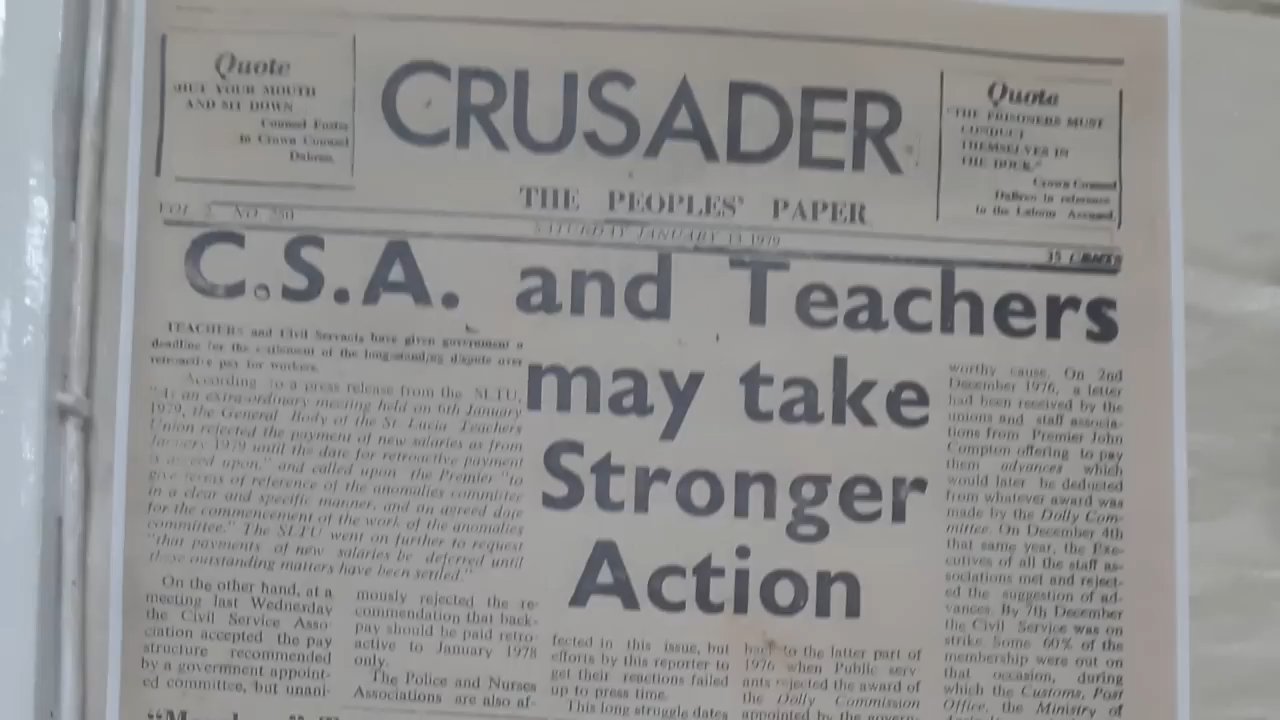 Quote
"SHUT YOUR MOUTH
AND SIT DOWN
Counsel Foster
to Crown Counsel
Dabreo.
CRUSADER
THE PEOPLES' PAPER
Quote
"THE PRISONERS MUST
CONDUCT
THEMSELVES IN
THE DOCK."
Crown Counsel
DaBreo in reference
to the Laborie Accused.
VOL. 2 NO. 250
SATURDAY JANUARY 13 1979
35 CENTS
C.S.A. and Teachers
may take
Stronger
Action
TEACHERS and Civil Servants have given government a
deadline for the settlement of the long-standing dispute over
retroactive pay for workers.
According to a press release from the SLTU,
"At an extra-ordinary meeting held on 6th January
1979, the General Body of the St. Lucia Teachers
Union rejected the payment of new salaries as from
January 1979 until the date for retroactive payment
is agreed upon," and called upon the Premier "to
give terms of reference of the anomalies committee
in a clear and specific manner, and an agreed date
for the commencement of the work of the anomalies
committee." The SLTU went on further to request
"that payments of new salaries be deferred until
these outstanding matters have been settled."
On the other hand, at a
meeting last Wednesday
the Civil Service Asso-
ciation accepted the pay
structure recommended
by a government appoint-
ed committee, but unani-
mously rejected the re-
commendation that back-
pay should be paid retro-
active to January 1978
only.
The Police and Nurses
Associations are also af-
fected in this issue, but
efforts by this reporter to
get their reactions failed
up to press time.
This long struggle dates
back to the latter part of
1976 when Public serv-
ants rejected the award of
the Dolly Commission
appointed by the govern-
worthy cause. On 2nd
December 1976, a letter
had been received by the
unions and staff associa-
tions from Premier John
Compton offering to pay
them advances which
would later be deducted
from whatever award was
made by the Dolly Com-
mittee. On December 4th
that same year, the Exe-
cutives of all the staff as-
sociations met and reject-
ed the suggestion of ad-
vances. By 7th December
the Civil Service was on
strike. Some 60% of the
membership were out on
that occasion, during
which the Customs, Post
Office, the Ministry of